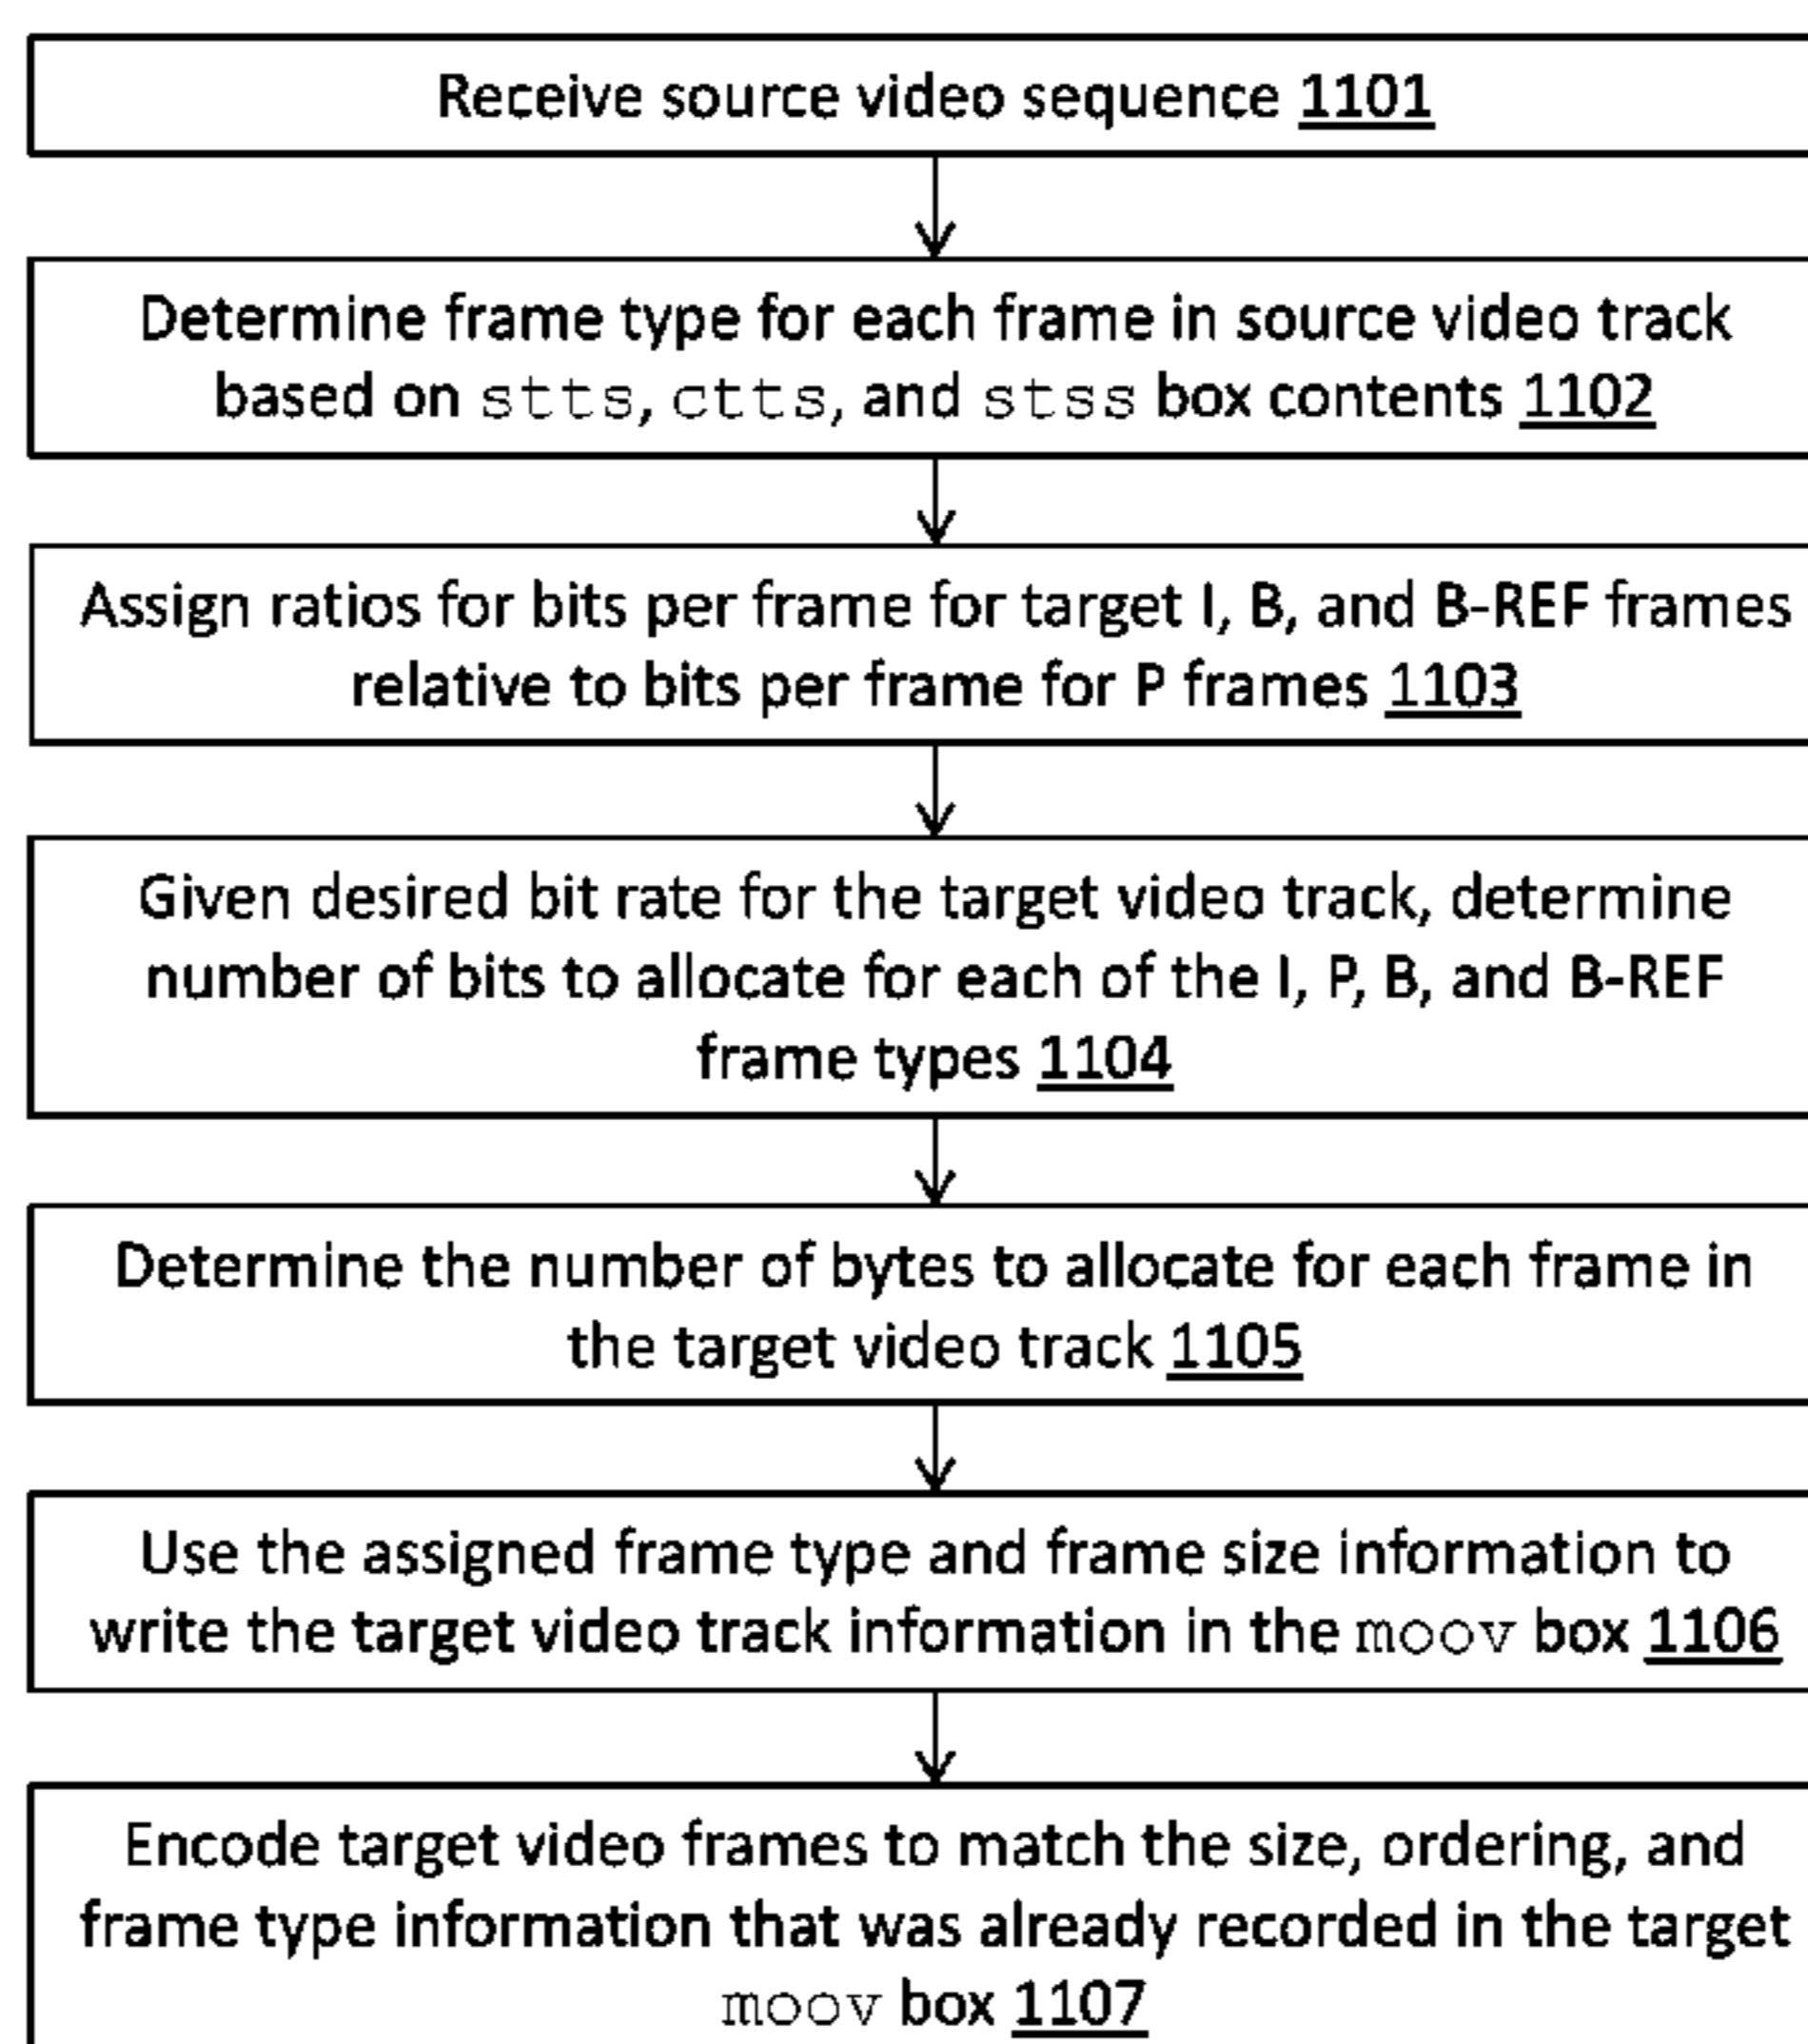 Receive source video sequence 1101
Determine frame type for each frame in source video track
based on stts, ctts, and stss box contents 1102
Assign ratios for bits per frame for target I, B, and B-REF frames
relative to bits per frame for P frames 1103
Given desired bit rate for the target video track, determine
number of bits to allocate for each of the I, P, B, and B-REF
frame types 1104
Determine the number of bytes to allocate for each frame in
the target video track 1105
Use the assigned frame type and frame size information to
write the target video track information in the moov box 1106
Encode target video frames to match the size, ordering, and
frame type information that was already recorded in the target
moov box 1107